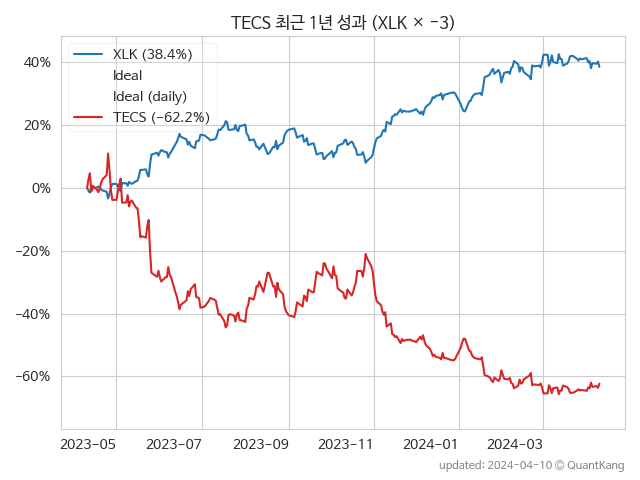 TECS 최근 1년 성과 (XLK × −3)
XLK (38.4%)
Ideal
Ideal (daily)
TECS (−62.2%)
40%
20%
0%
−20%
−40%
−60%
2023-05 2023-07 2023-09 2023-11 2024-01 2024-03
updated: 2024-04-10 © QuantKang